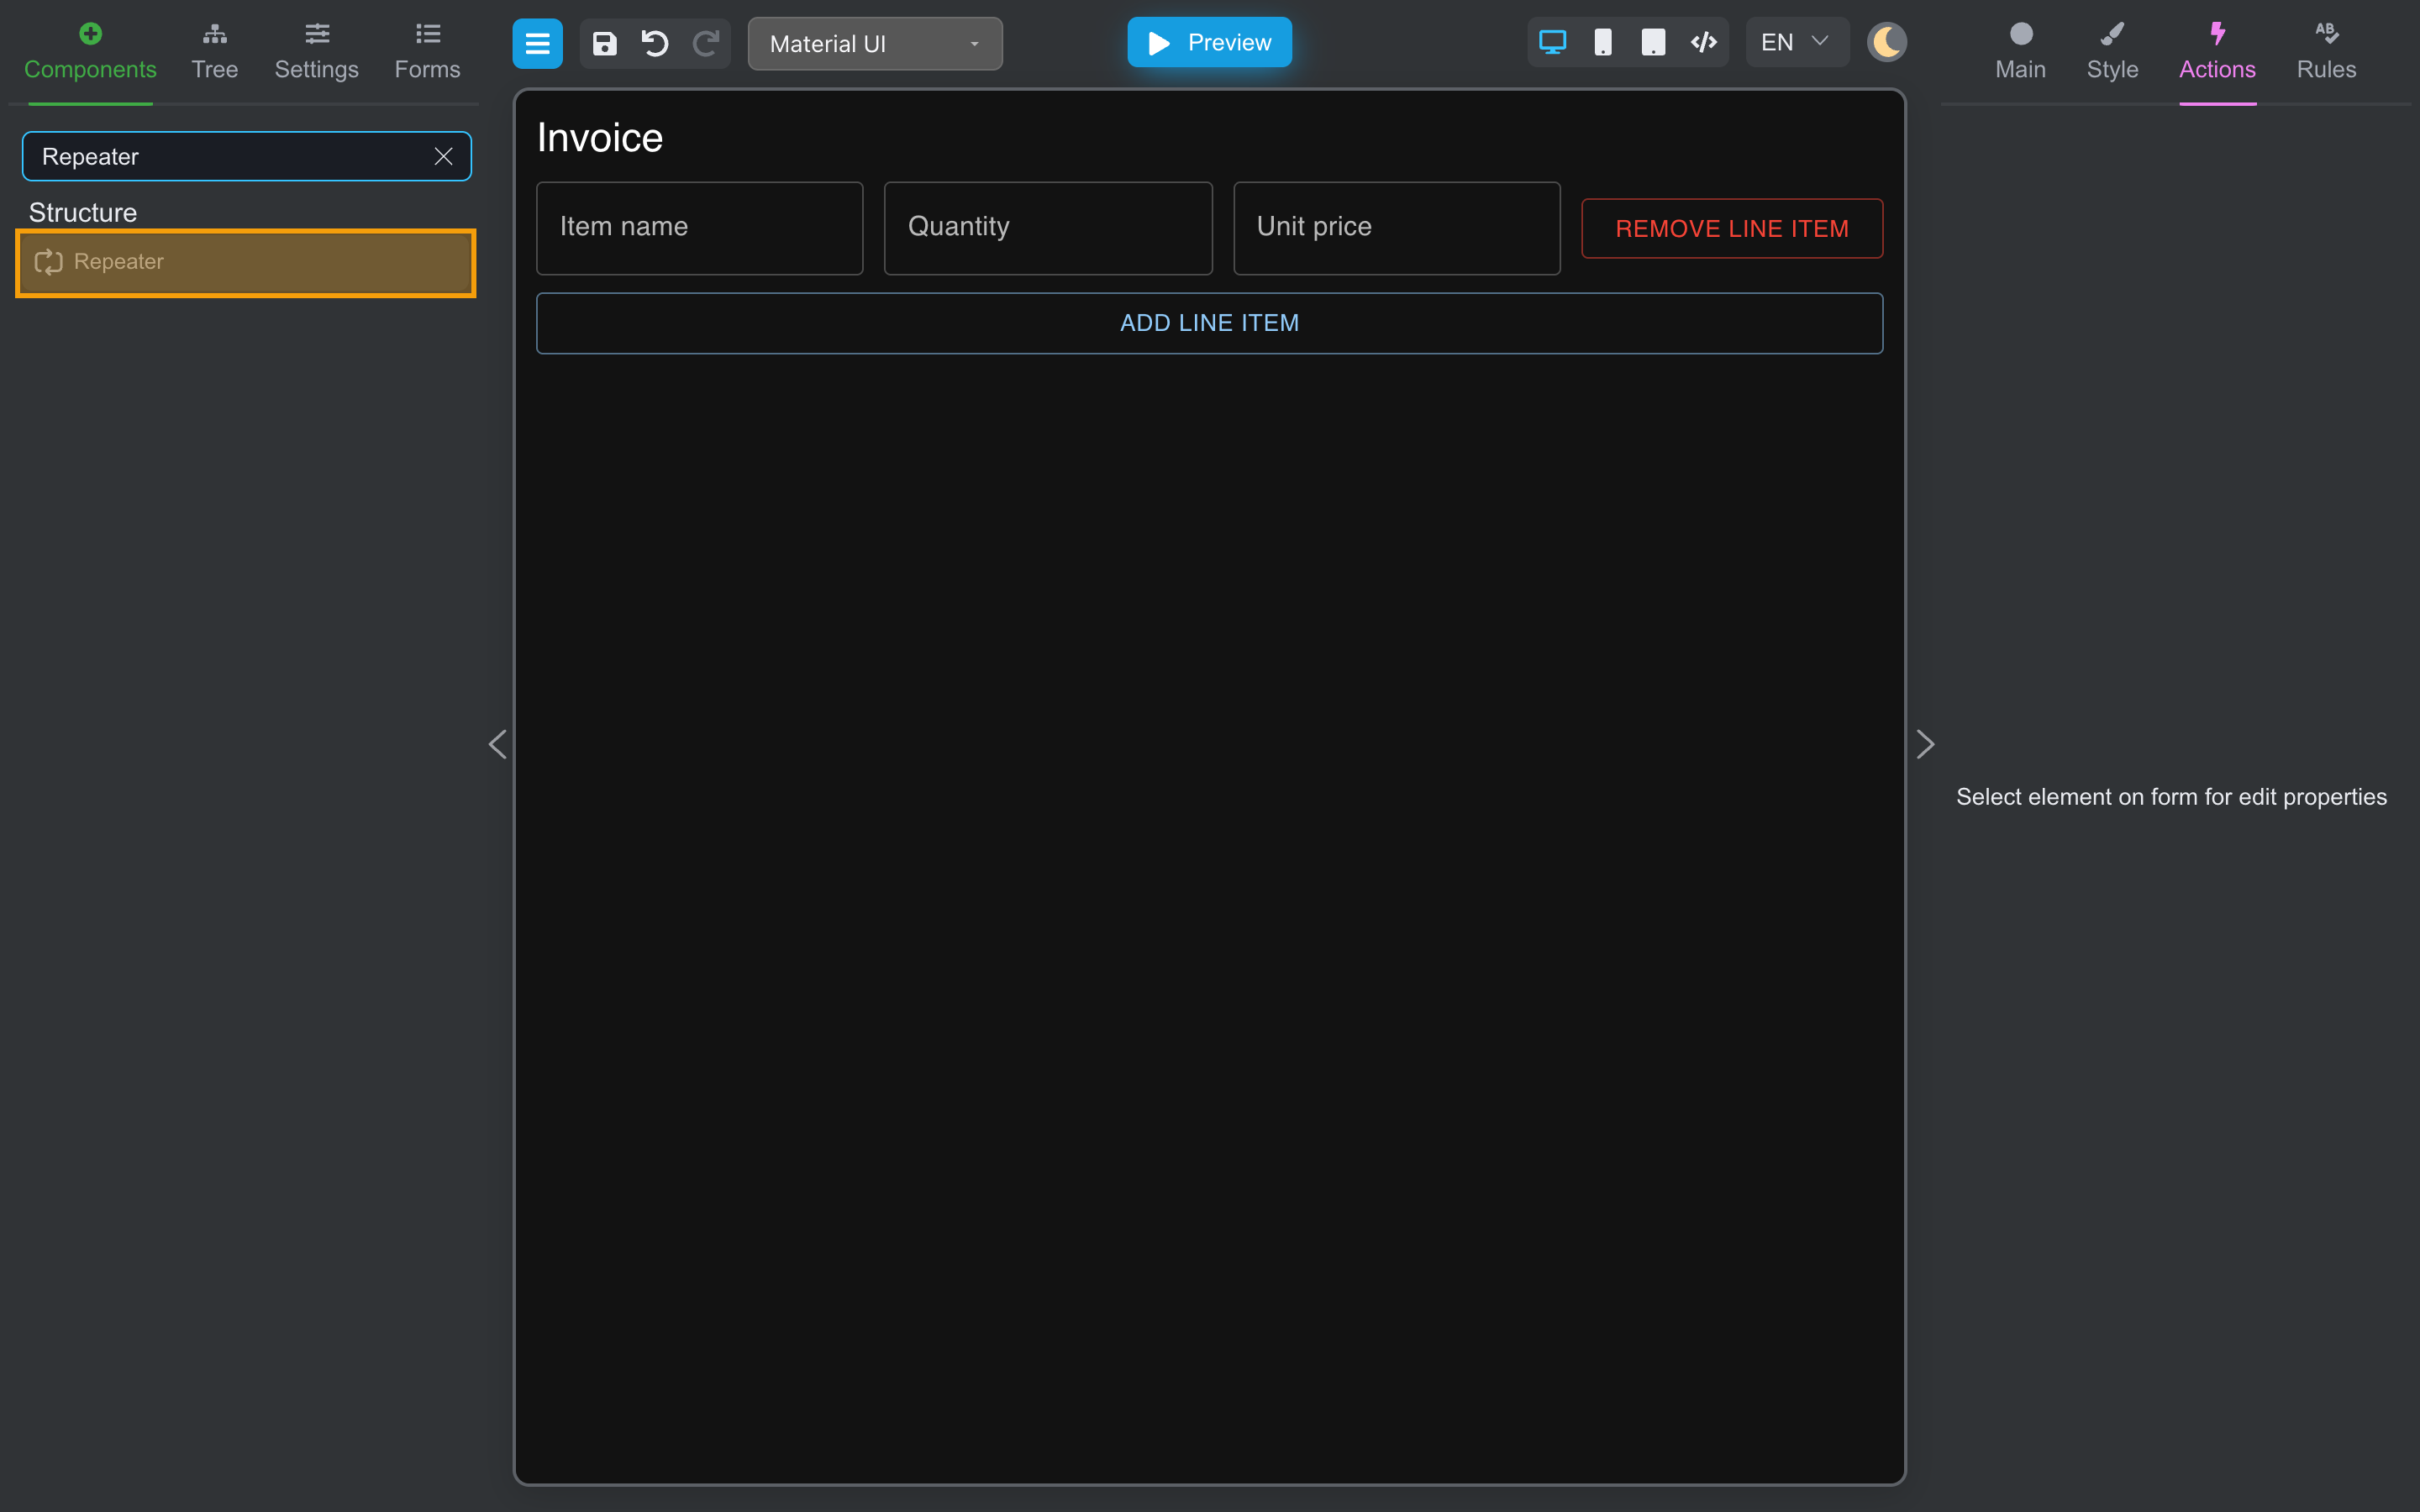 Components Tree Settings Forms
Material UI
Preview
EN
Main Style Actions Rules
Repeater
Structure
Repeater
Invoice
Item name Quantity Unit price REMOVE LINE ITEM
ADD LINE ITEM
Select element on form for edit properties